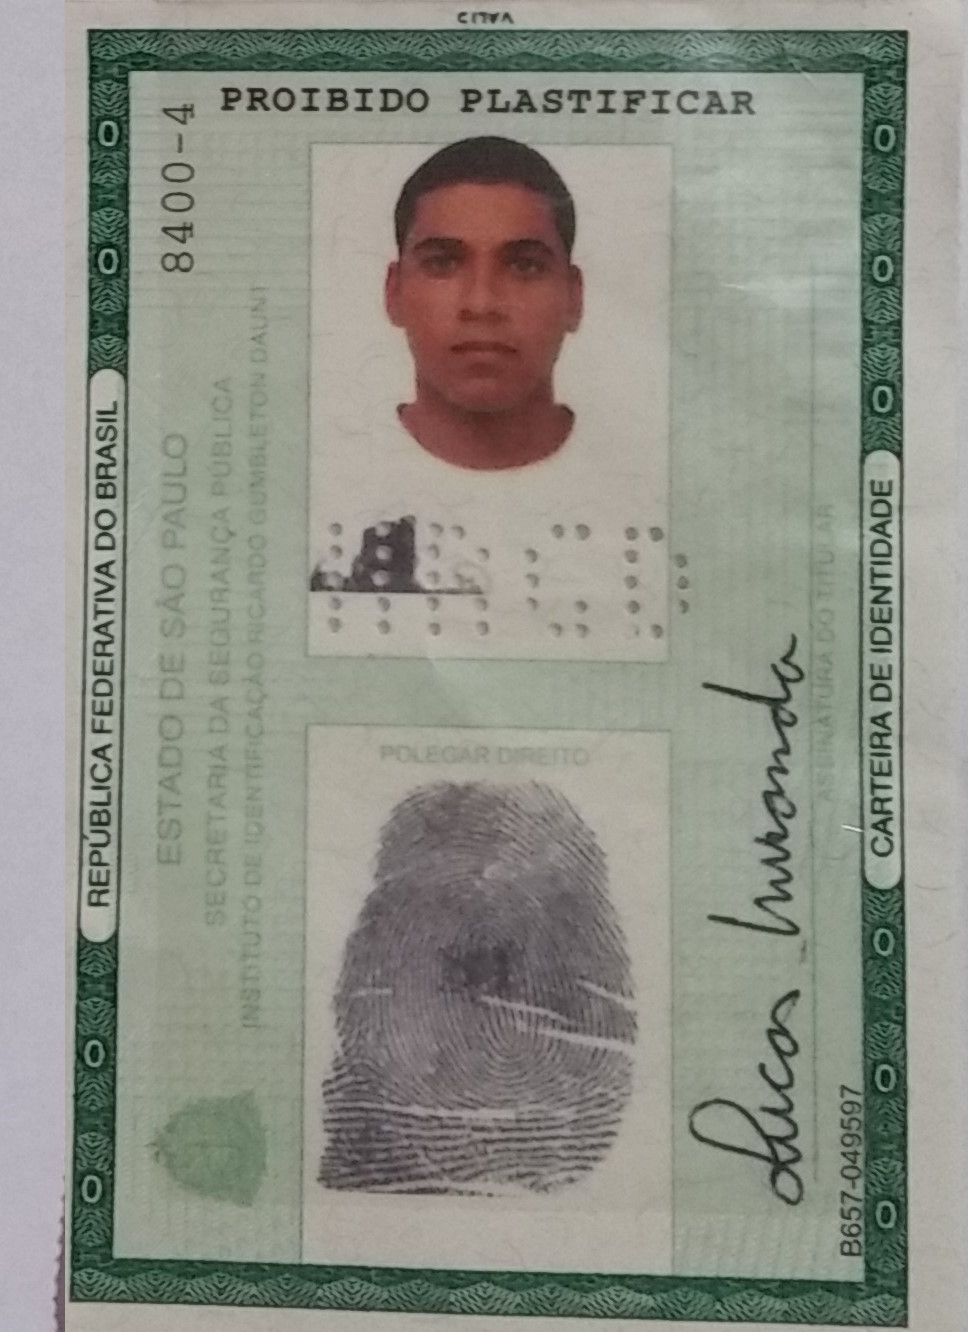 VALID
PROIBIDO PLASTIFICAR
8400-4
REPÚBLICA FEDERATIVA DO BRASIL
ESTADO DE SÃO PAULO
SECRETARIA DA SEGURANÇA PÚBLICA
INSTITUTO DE IDENTIFICAÇÃO RICARDO GUMBLETON DAUNT
POLEGAR DIREITO
Lucas Miranda
ASSINATURA DO TITULAR
B657-049597
CARTEIRA DE IDENTIDADE